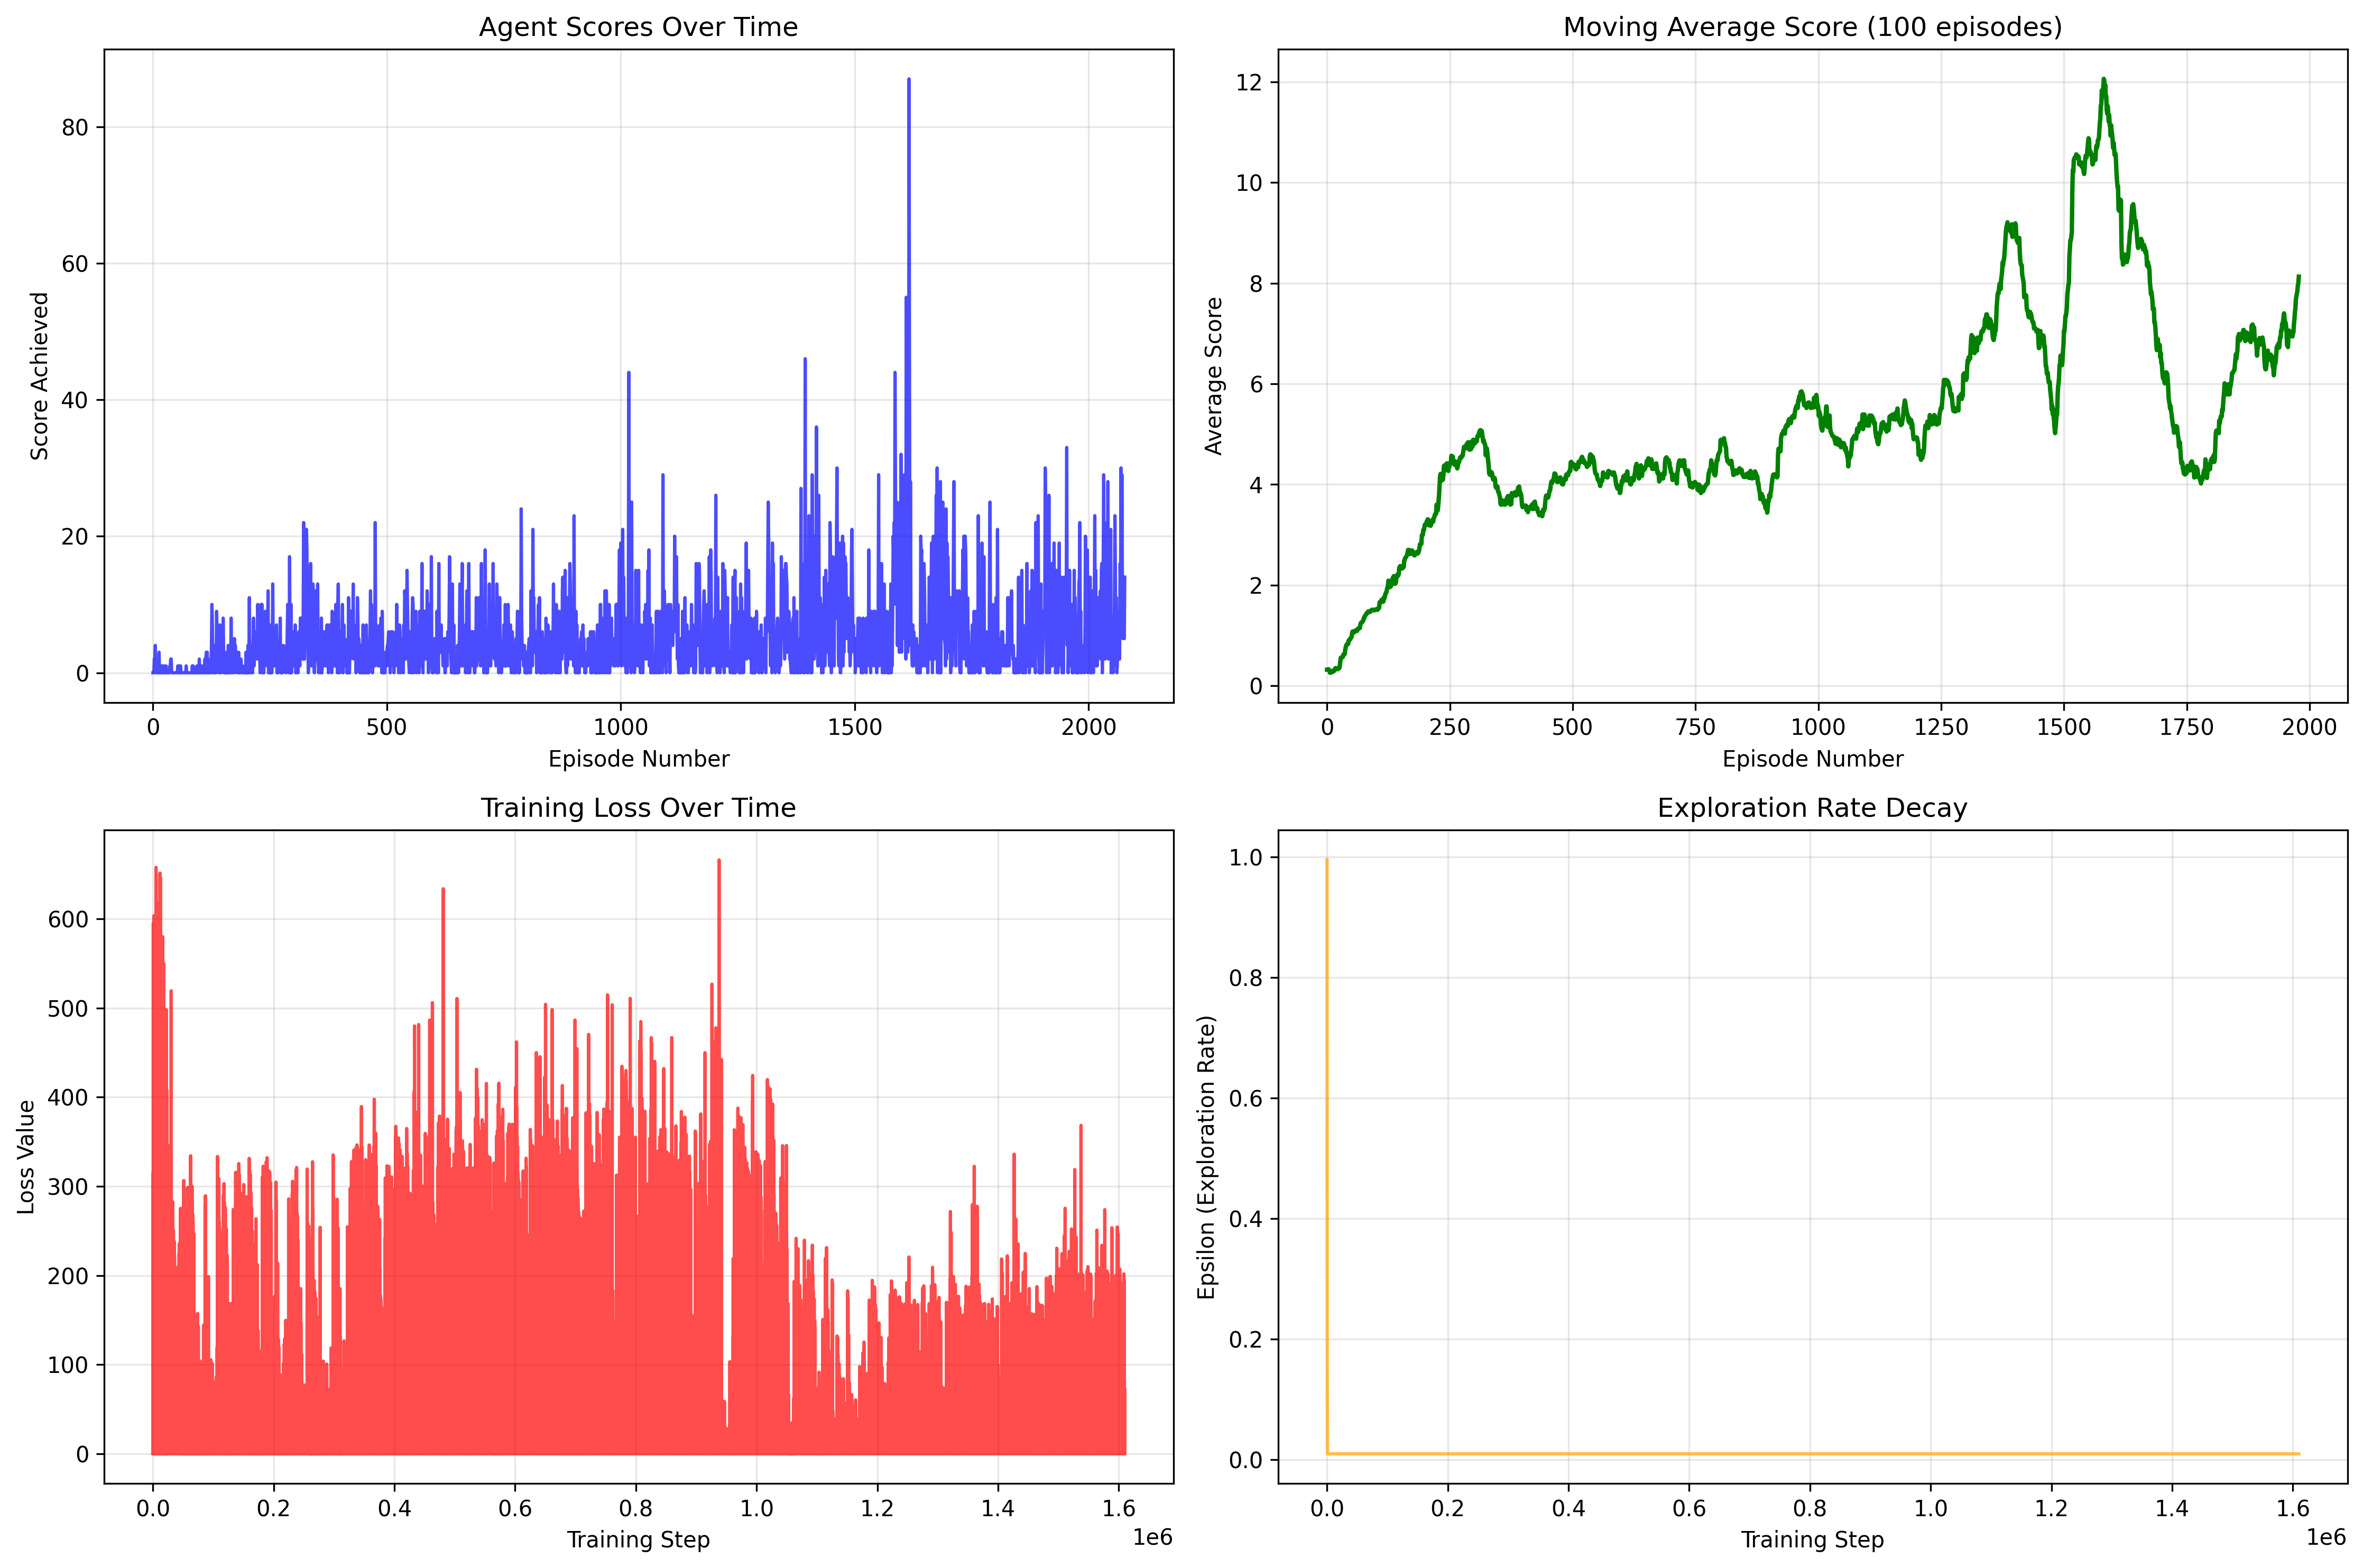 Agent Scores Over Time
Score Achieved
80
60
40
20
0
0 500 1000 1500 2000
Episode Number
Moving Average Score (100 episodes)
Average Score
12
10
8
6
4
2
0
0 250 500 750 1000 1250 1500 1750 2000
Episode Number
Training Loss Over Time
Loss Value
600
500
400
300
200
100
0
0.0 0.2 0.4 0.6 0.8 1.0 1.2 1.4 1.6
1e6
Training Step
Exploration Rate Decay
Epsilon (Exploration Rate)
1.0
0.8
0.6
0.4
0.2
0.0
0.0 0.2 0.4 0.6 0.8 1.0 1.2 1.4 1.6
1e6
Training Step